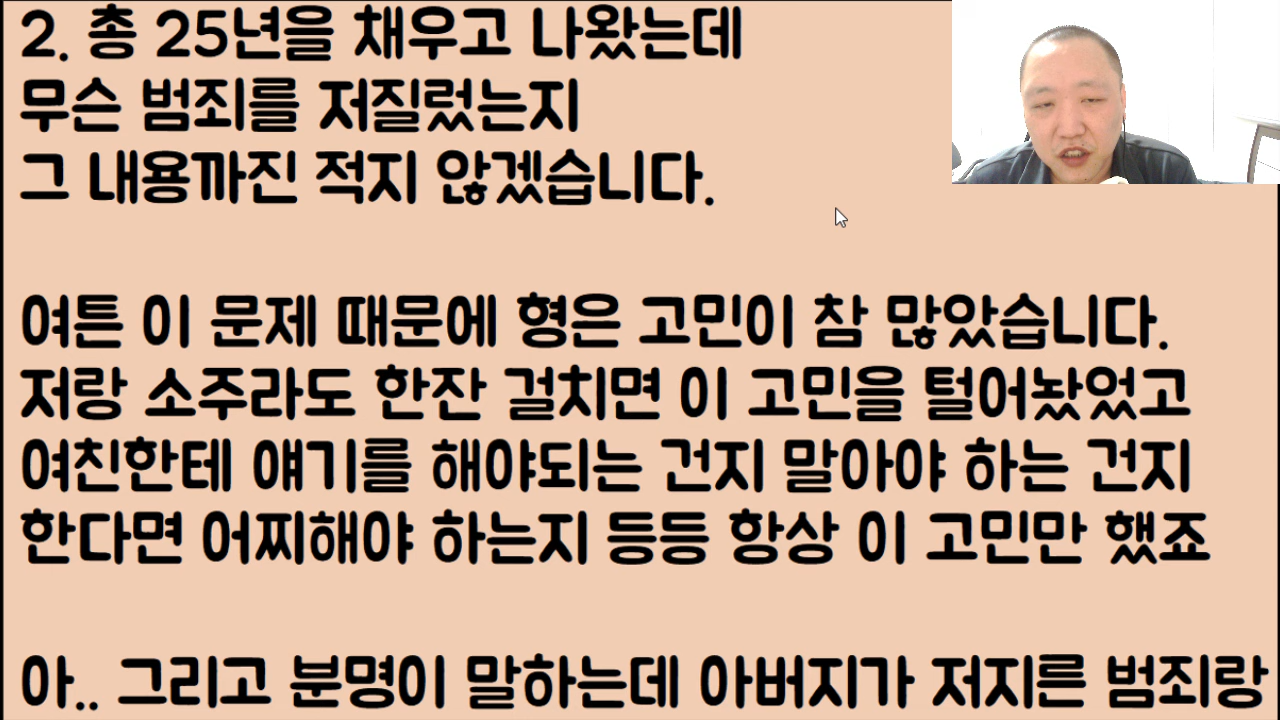 2. 총 25년을 채우고 나왔는데
무슨 범죄를 저질렀는지
그 내용까진 적지 않겠습니다.
여튼 이 문제 때문에 형은 고민이 참 많았습니다.
저랑 소주라도 한잔 걸치면 이 고민을 털어놨었고
여친한테 얘기를 해야되는 건지 말아야 하는 건지
한다면 어찌해야 하는지 등등 항상 이 고민만 했죠
아.. 그리고 분명이 말하는데 아버지가 저지른 범죄랑